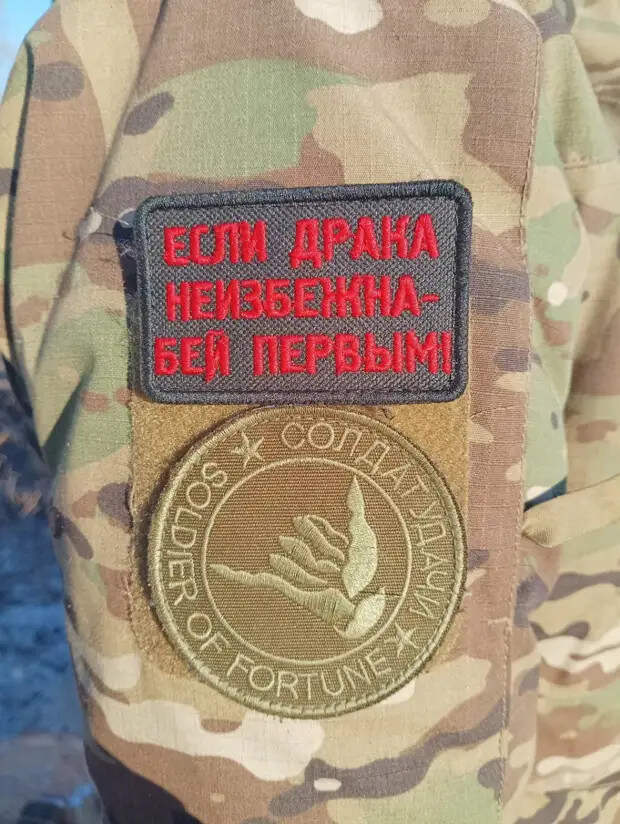 ЕСЛИ ДРАКА
НЕИЗБЕЖНА-
БЕЙ ПЕРВЫМ!
СОЛДАТ УДАЧИ
SOLDIER OF FORTUNE